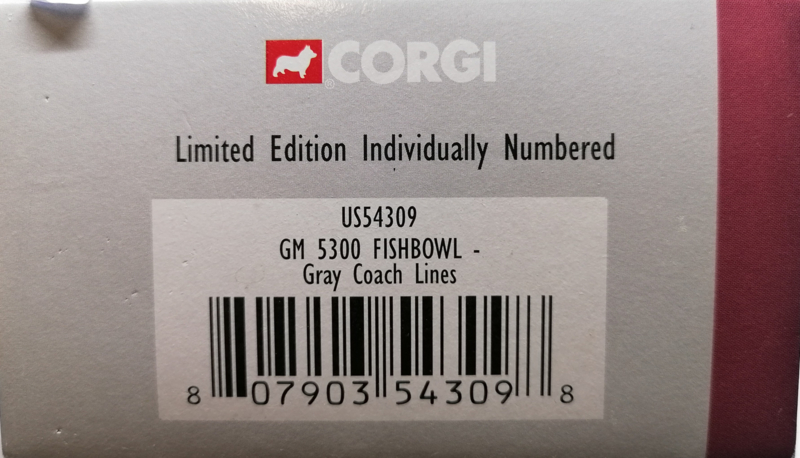 CORGI
Limited Edition Individually Numbered
US54309
GM 5300 FISHBOWL -
Gray Coach Lines
8 07903 54309 8